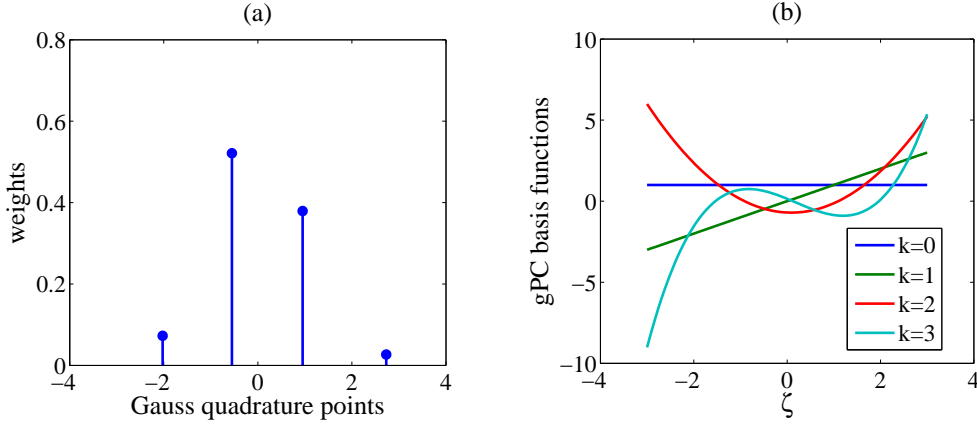 (a)
0.8
0.6
0.4
0.2
0
weights
−4
−2
0
2
4
Gauss quadrature points
(b)
10
5
0
−5
−10
gPC basis functions
−4
−2
0
2
4
ζ
k=0
k=1
k=2
k=3